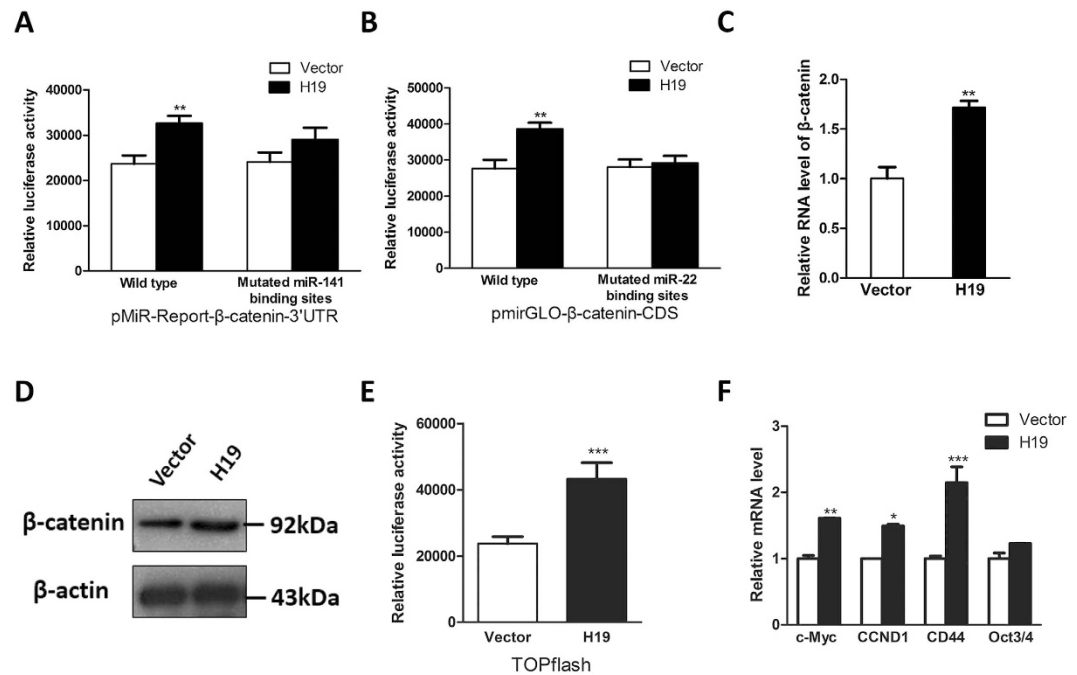 A
Vector
H19
Relative luciferase activity
40000
30000
20000
10000
0
**
Wild type
Mutated miR-141
binding sites
pMiR-Report-β-catenin-3'UTR
B
Vector
H19
Relative luciferase activity
50000
40000
30000
20000
10000
0
**
Wild type
Mutated miR-22
binding sites
pmirGLO-β-catenin-CDS
C
Relative RNA level of β-catenin
2.0
1.5
1.0
0.5
0.0
**
Vector
H19
D
Vector
H19
β-catenin
92kDa
β-actin
43kDa
E
Relative luciferase activity
60000
40000
20000
0
***
Vector
H19
TOPflash
F
Vector
H19
Relative mRNA level
3
2
1
0
**
*
***
c-Myc
CCND1
CD44
Oct3/4